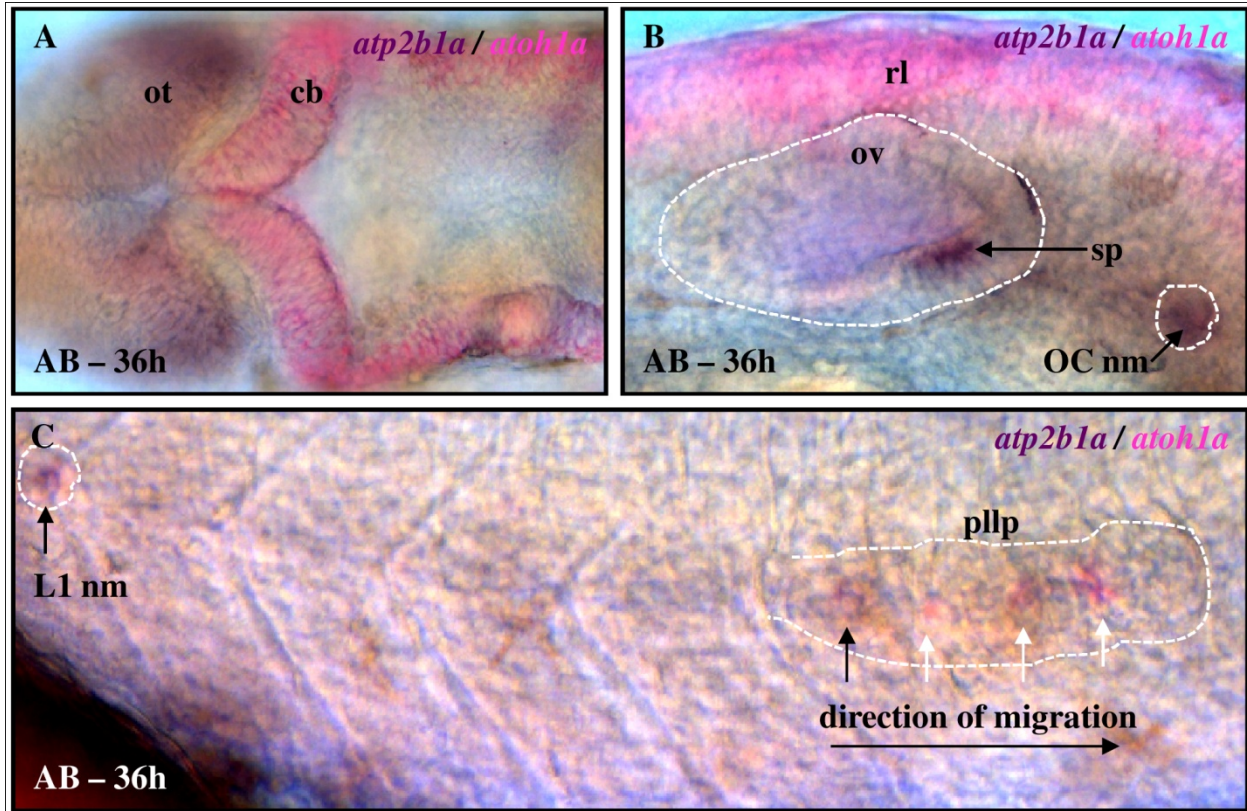 A
atp2b1a / atoh1a
ot
cb
AB – 36h
B
atp2b1a / atoh1a
rl
ov
sp
AB – 36h
OC nm
C
atp2b1a / atoh1a
pllp
L1 nm
direction of migration
AB – 36h